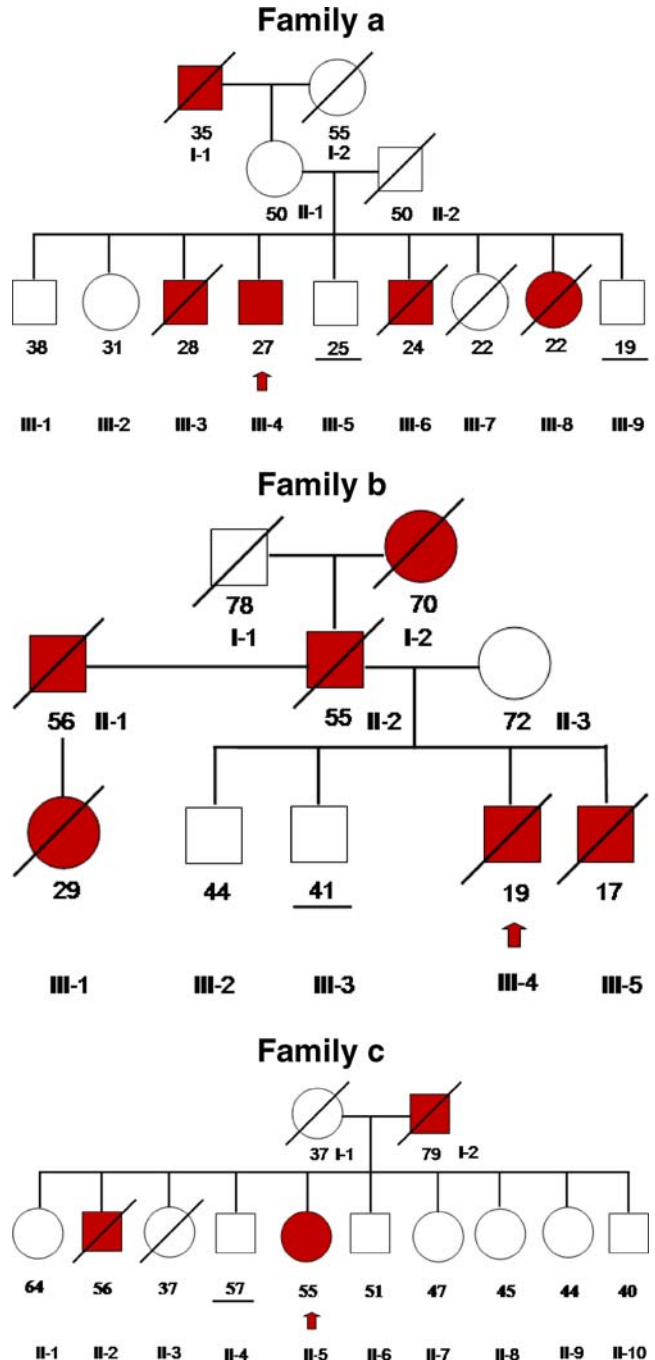 Family a
35 55
I-1 I-2
50 II-1 50 II-2
38 31 28 27 25 24 22 22 19
III-1 III-2 III-3 III-4 III-5 III-6 III-7 III-8 III-9
Family b
78 70
I-1 I-2
56 II-1 55 II-2 72 II-3
29 44 41 19 17
III-1 III-2 III-3 III-4 III-5
Family c
37 I-1 79 I-2
64 56 37 57 55 51 47 45 44 40
II-1 II-2 II-3 II-4 II-5 II-6 II-7 II-8 II-9 II-10